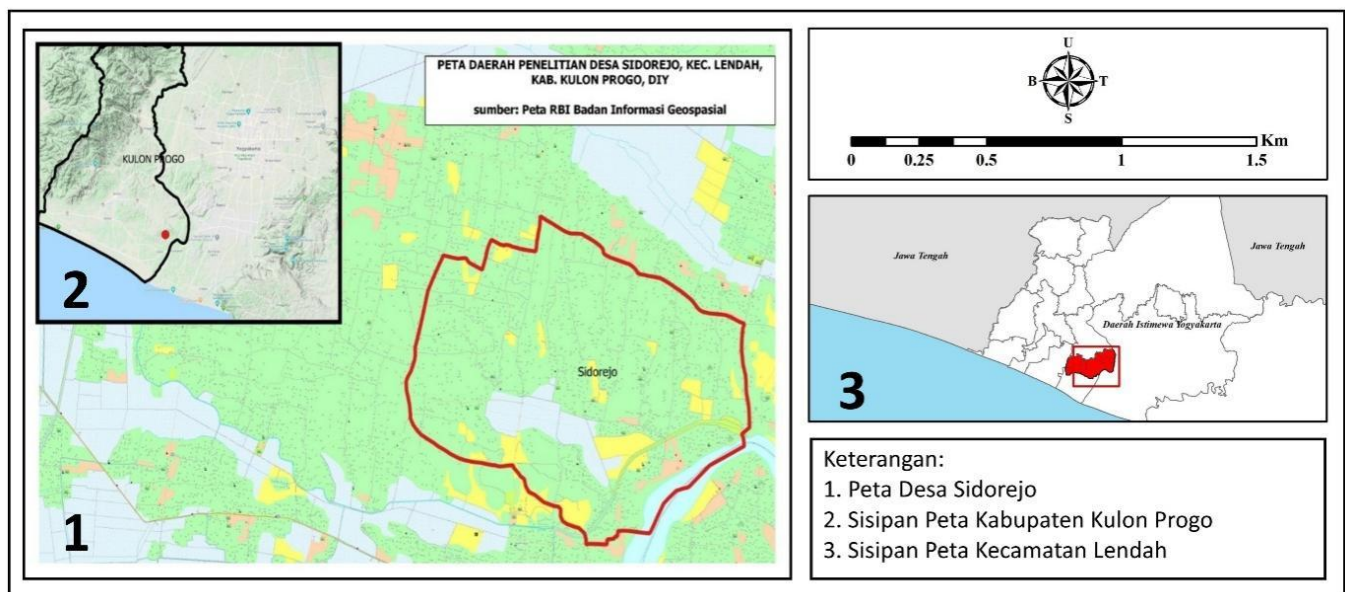 PETA DAERAH PENELITIAN DESA SIDOREJO, KEC. LENDAH,
KAB. KULON PROGO, DIY
sumber: Peta RBI Badan Informasi Geospasial
KULON PROGO
Yogyakarta
2
Sidorejo
1
U
B
T
S
Km
0 0.25 0.5 1 1.5
Jawa Tengah
Jawa Tengah
Daerah Istimewa Yogyakarta
3
Keterangan:
1. Peta Desa Sidorejo
2. Sisipan Peta Kabupaten Kulon Progo
3. Sisipan Peta Kecamatan Lendah